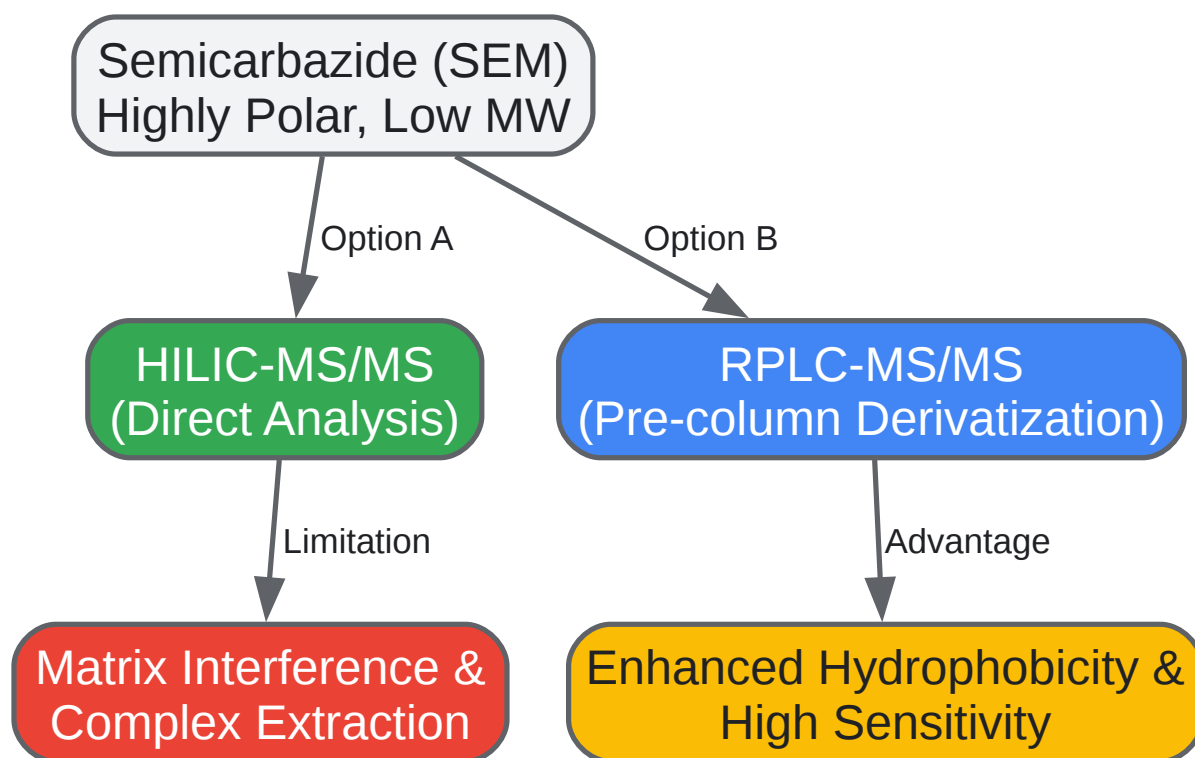 Semicarbazide (SEM)
Highly Polar, Low MW
Option A
Option B
HILIC-MS/MS
(Direct Analysis)
RPLC-MS/MS
(Pre-column Derivatization)
Limitation
Advantage
Matrix Interference &
Complex Extraction
Enhanced Hydrophobicity &
High Sensitivity